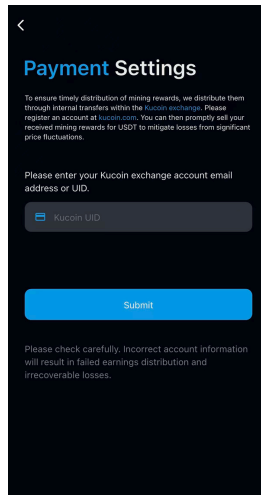 Payment Settings
To ensure timely distribution of mining rewards, we distribute them
through internal transfers within the Kucoin exchange. Please
register an account at kucoin.com. You can then promptly sell your
received mining rewards for USDT to mitigate losses from significant
price fluctuations.
Please enter your Kucoin exchange account email
address or UID.
Kucoin UID
Submit
Please check carefully. Incorrect account information
will result in failed earnings distribution and
irrecoverable losses.